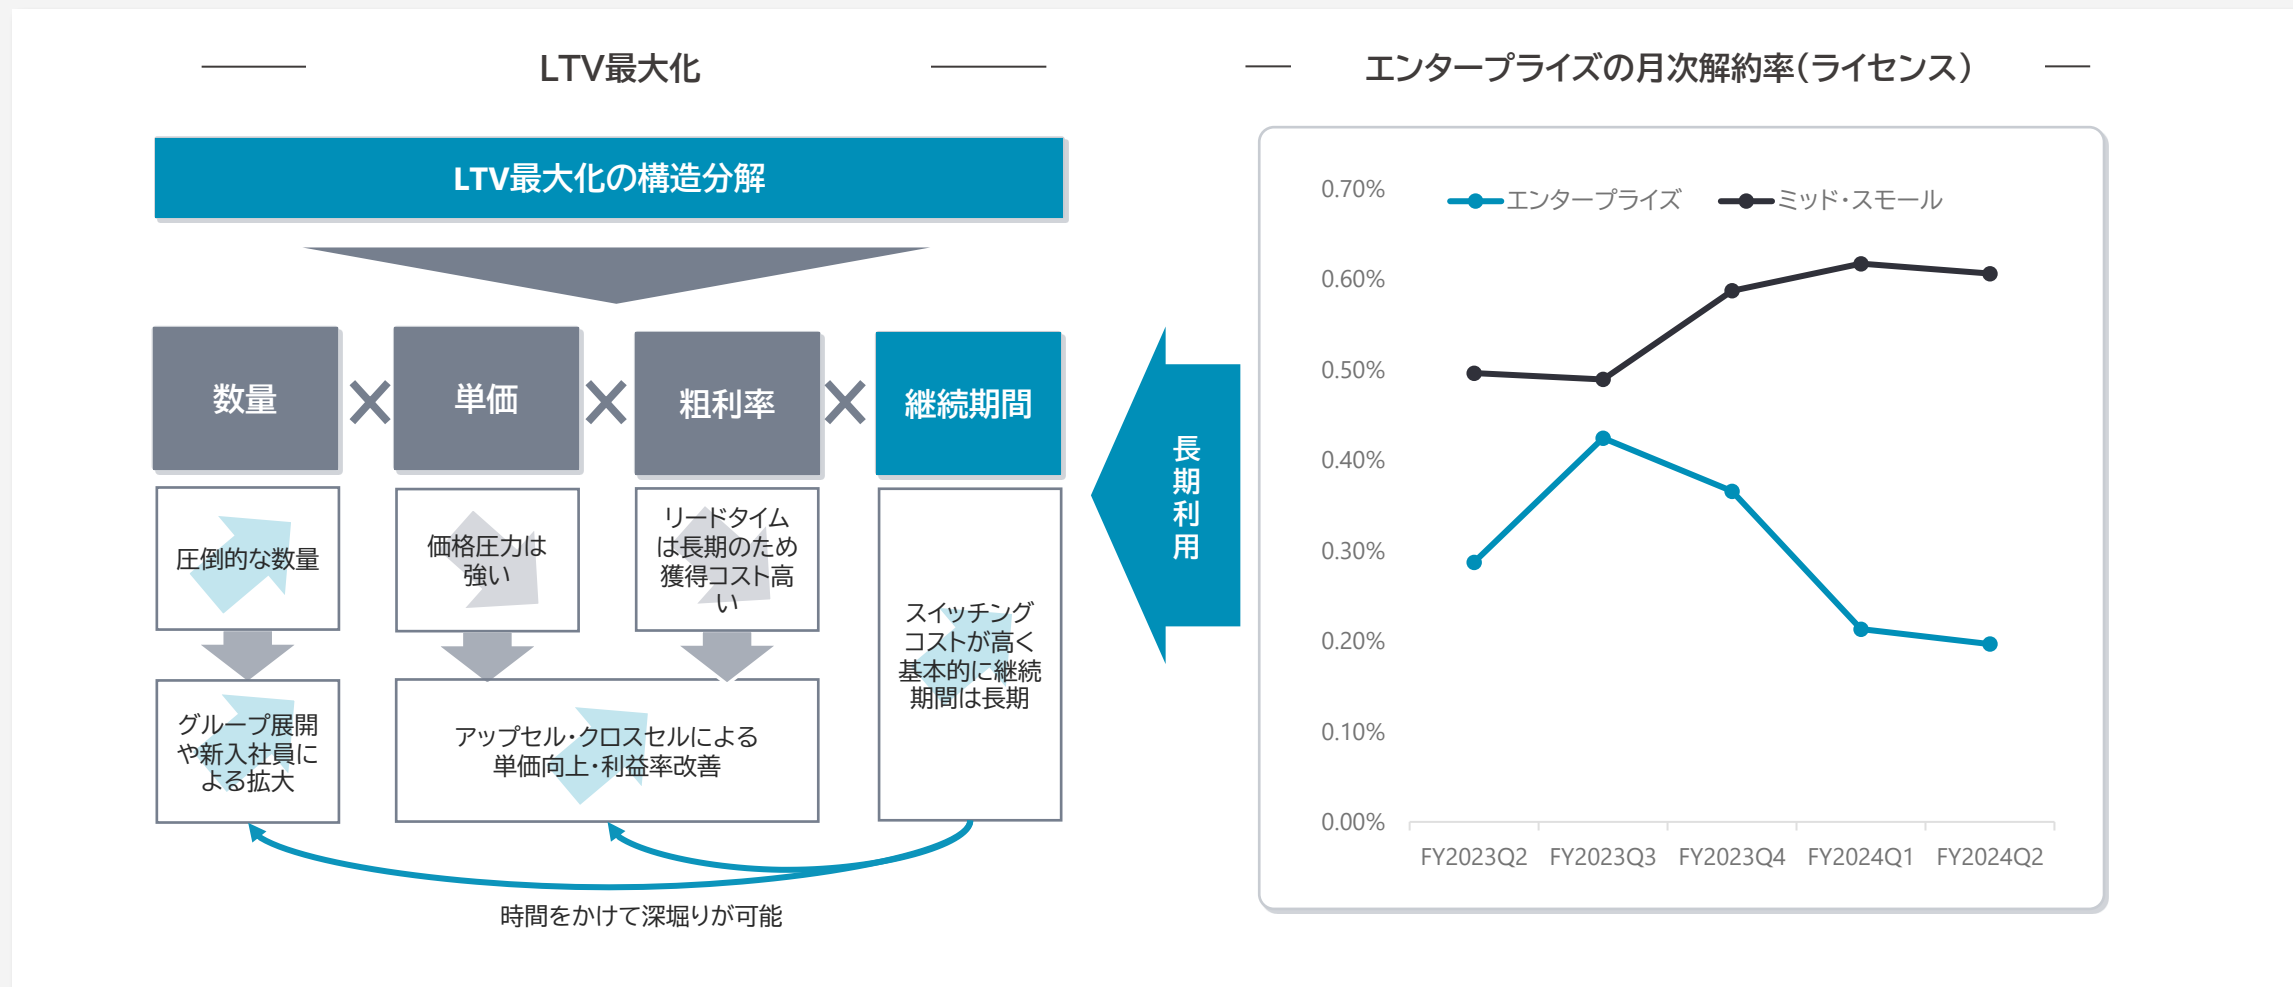 LTV最大化
LTV最大化の構造分解
数量
単価
粗利率
継続期間
圧倒的な数量
価格圧力は
強い
リードタイム
は長期のため
獲得コスト高
い
スイッチング
コストが高く
基本的に継続
期間は長期
グループ展開
や新入社員に
よる拡大
アップセル・クロスセルによる
単価向上・利益率改善
時間をかけて深堀りが可能
長期利用
エンタープライズの月次解約率(ライセンス)
エンタープライズ
ミッド・スモール
0.70%
0.60%
0.50%
0.40%
0.30%
0.20%
0.10%
0.00%
FY2023Q2 FY2023Q3 FY2023Q4 FY2024Q1 FY2024Q2